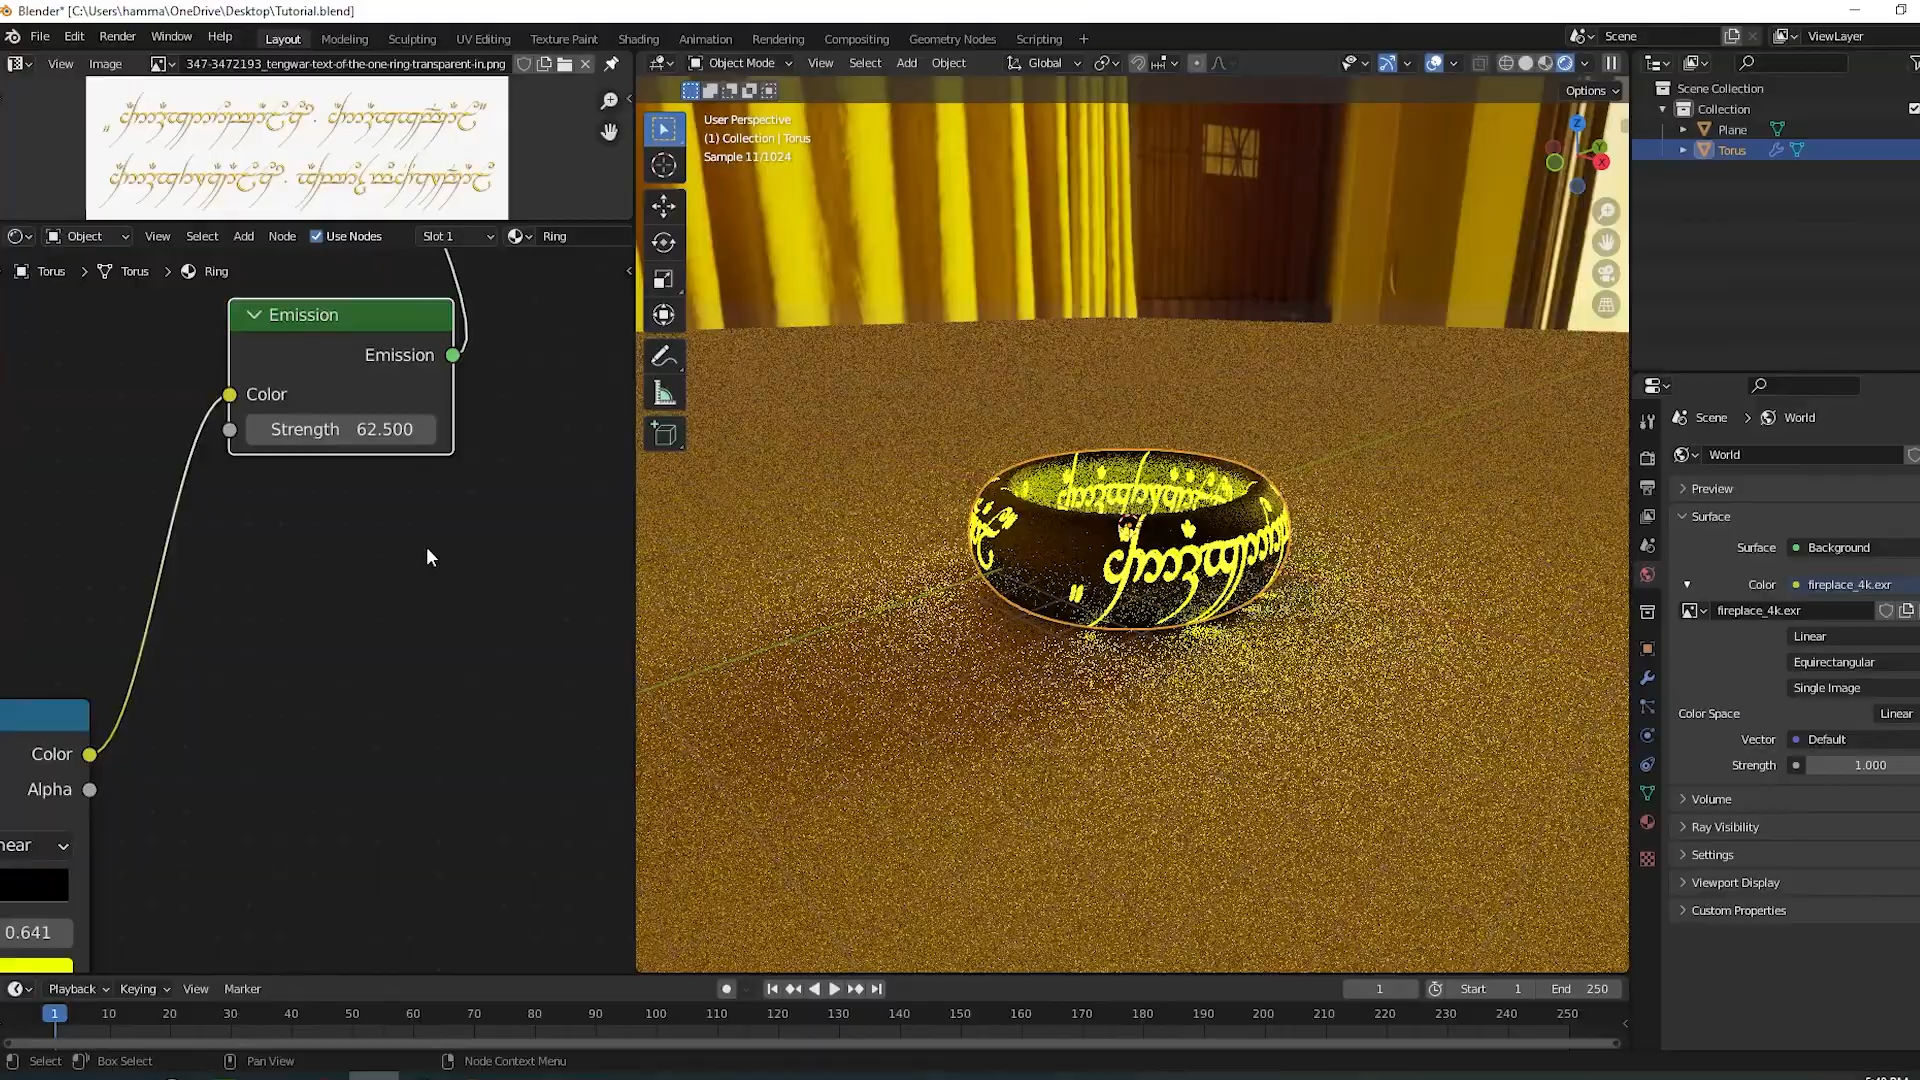 Blender* [C:\Users\hamma\OneDrive\Desktop\Tutorial.blend]
File Edit Render Window Help Layout Modeling Sculpting UV Editing Texture Paint Shading Animation Rendering Compositing Geometry Nodes Scripting + Scene ViewLayer
View Image 347-3472193_tengwar-text-of-the-one-ring-transparent-in.png Object Mode View Select Add Object Global
Options
Scene Collection
Collection
Plane
Torus
User Perspective
(1) Collection | Torus
Sample 11/1024
Z
Y
X
Object View Select Add Node Use Nodes Slot 1 Ring
Torus > Torus > Ring
Emission
Emission
Color
Strength 62.500
Color
Alpha
near
0.641
Scene > World
World
Preview
Surface
Surface Background
Color fireplace_4k.exr
fireplace_4k.exr
Linear
Equirectangular
Single Image
Color Space Linear
Vector Default
Strength 1.000
Volume
Ray Visibility
Settings
Viewport Display
Custom Properties
Playback Keying View Marker 1 Start 1 End 250
1 10 20 30 40 50 60 70 80 90 100 110 120 130 140 150 160 170 180 190 200 210 220 230 240 250
Select Box Select Pan View Node Context Menu